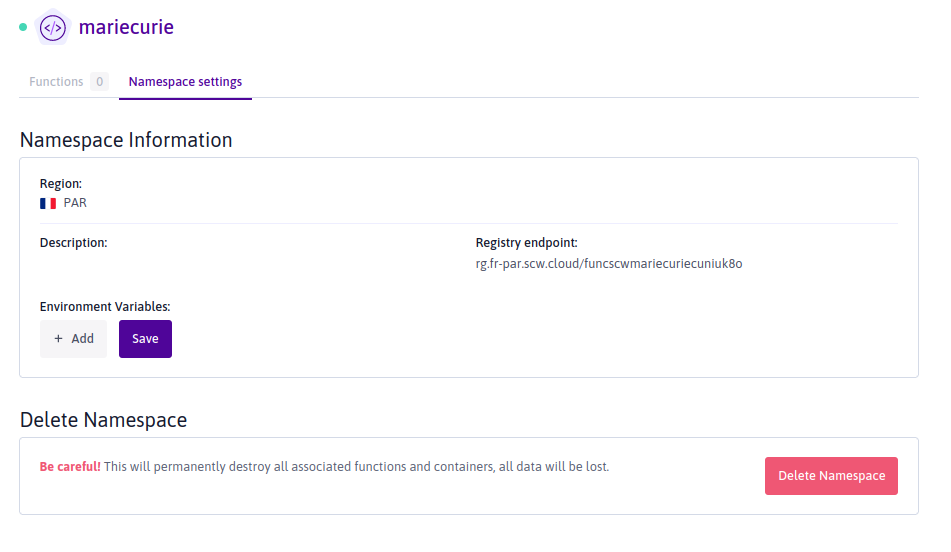 </>
mariecurie
Functions 0 Namespace settings
Namespace Information
Region:
PAR
Description:
Registry endpoint:
rg.fr-par.scw.cloud/funcscwmariecuriecuniuk8o
Environment Variables:
+ Add Save
Delete Namespace
Be careful! This will permanently destroy all associated functions and containers, all data will be lost.
Delete Namespace